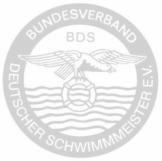 BUNDESVERBAND
BDS
DEUTSCHER SCHWIMMMEISTER E.V.